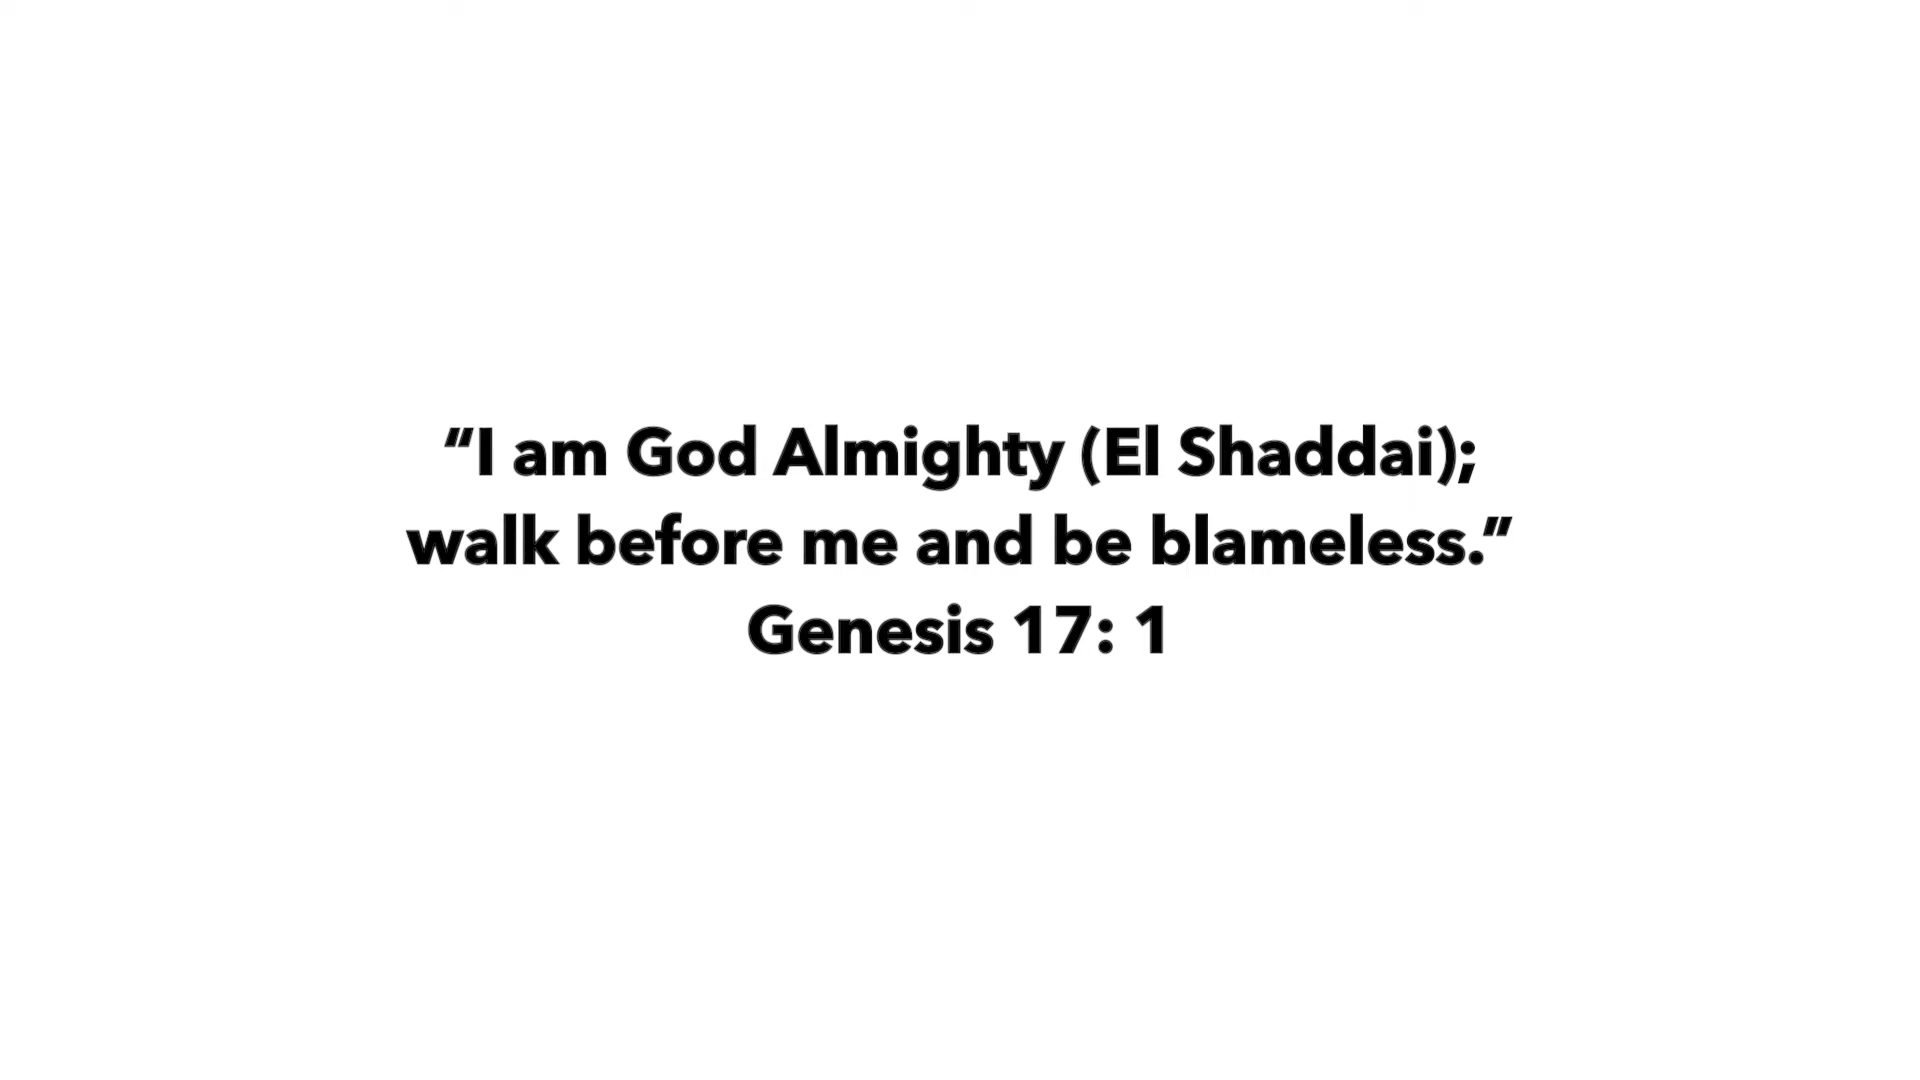 “I am God Almighty (El Shaddai);
walk before me and be blameless.”
Genesis 17: 1